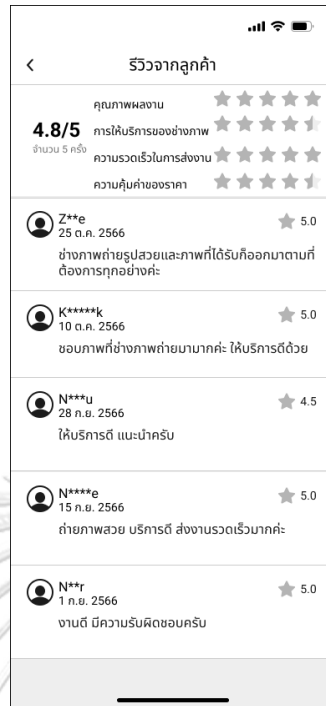 รีวิวจากลูกค้า
คุณภาพผลงาน
4.8/5
การให้บริการของช่างภาพ
จำนวน 5 ครั้ง
ความรวดเร็วในการส่งงาน
ความคุ้มค่าของราคา
Z**e
5.0
25 ต.ค. 2566
ช่างภาพถ่ายรูปสวยและภาพที่ได้รับก็ออกมาตามที่
ต้องการทุกอย่างค่ะ
K*****k
5.0
10 ต.ค. 2566
ชอบภาพที่ช่างภาพถ่ายมามากค่ะ ให้บริการดีด้วย
N***u
4.5
28 ก.ย. 2566
ให้บริการดี แนะนำครับ
N****e
5.0
15 ก.ย. 2566
ถ่ายภาพสวย บริการดี ส่งงานรวดเร็วมากค่ะ
N**r
5.0
1 ก.ย. 2566
งานดี มีความรับผิดชอบครับ